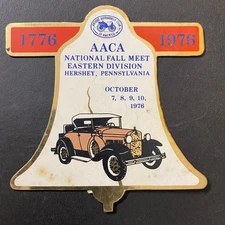 1776 1976
AACA
NATIONAL FALL MEET
EASTERN DIVISION
HERSHEY, PENNSYLVANIA
OCTOBER
7, 8, 9, 10,
1976